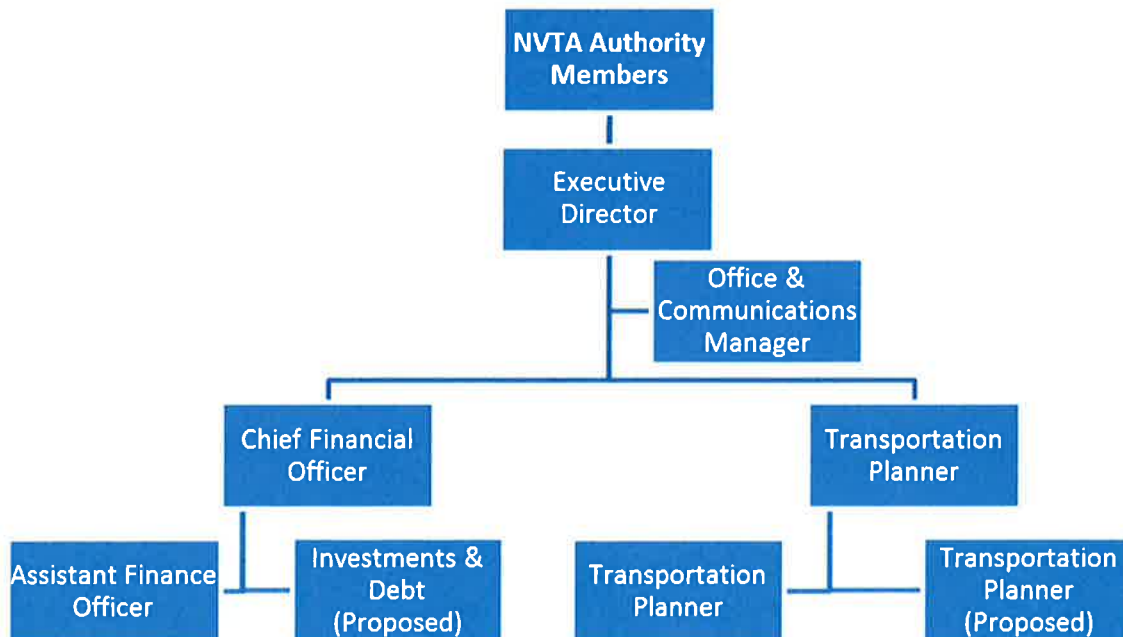 NVTA Authority
Members
Executive
Director
Office &
Communications
Manager
Chief Financial
Officer
Transportation
Planner
Assistant Finance
Officer
Investments &
Debt
(Proposed)
Transportation
Planner
Transportation
Planner
(Proposed)